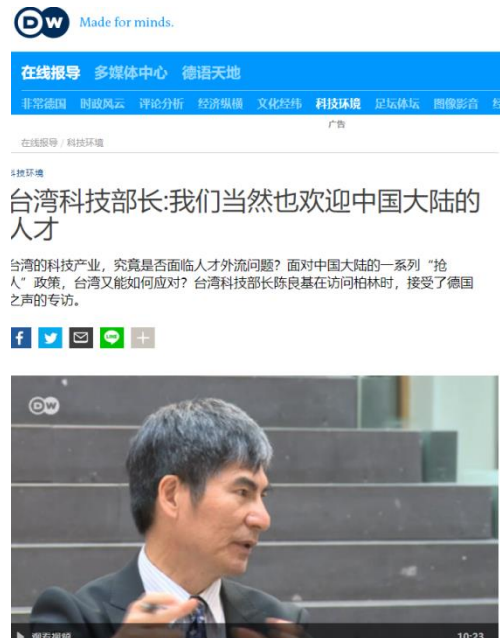 DW Made for minds.
在线报导 多媒体中心 德语天地
非常德国 时政风云 评论分析 经济纵横 文化经纬 科技环境 足坛体坛 图像影音
广告
在线报导 / 科技环境
科技环境
台湾科技部长:我们当然也欢迎中国大陆的
人才
台湾的科技产业，究竟是否面临人才外流问题？面对中国大陆的一系列“抢
人”政策，台湾又能如何应对？台湾科技部长陈良基在访问柏林时，接受了德国
之声的专访。
f LINE +
DW
观看视频 10:23